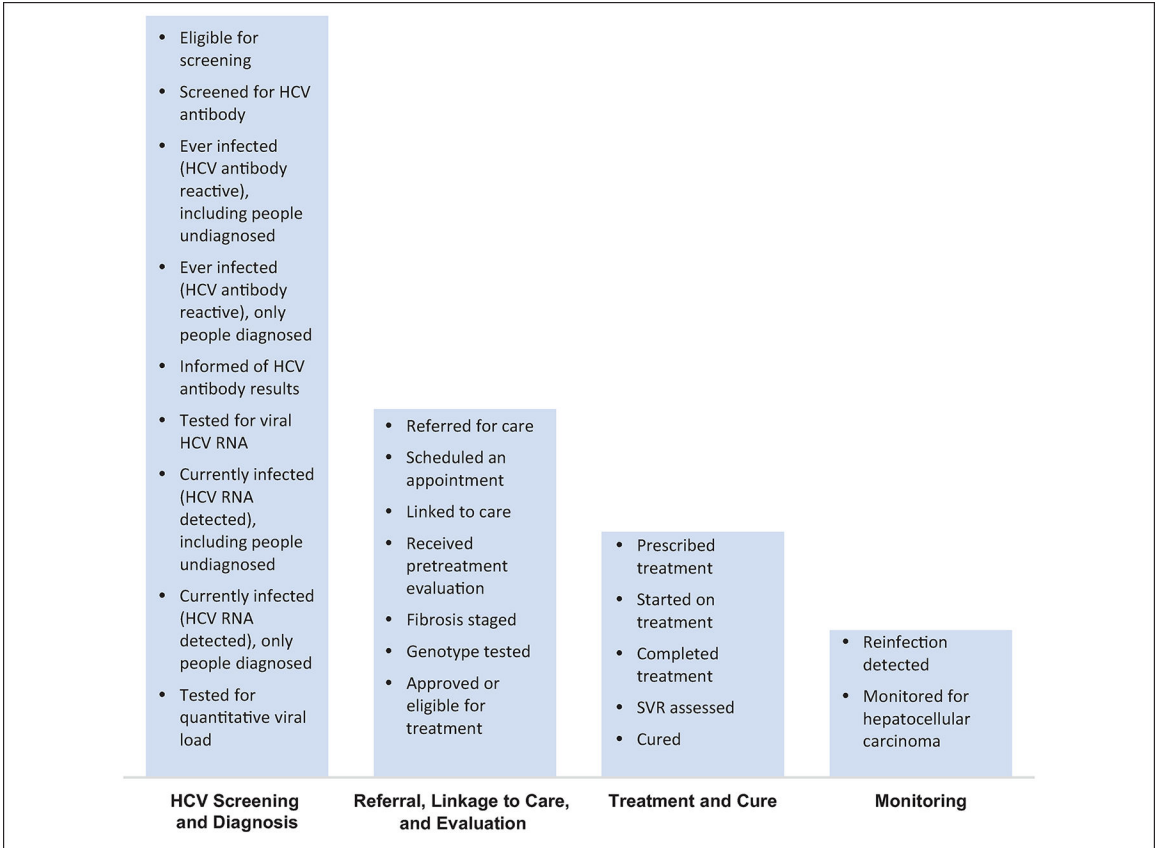 • Eligible for
screening
• Screened for HCV
antibody
• Ever infected
(HCV antibody
reactive),
including people
undiagnosed
• Ever infected
(HCV antibody
reactive), only
people diagnosed
• Informed of HCV
antibody results
• Tested for viral
HCV RNA
• Currently infected
(HCV RNA
detected),
including people
undiagnosed
• Currently infected
(HCV RNA
detected), only
people diagnosed
• Tested for
quantitative viral
load
HCV Screening
and Diagnosis
• Referred for care
• Scheduled an
appointment
• Linked to care
• Received
pretreatment
evaluation
• Fibrosis staged
• Genotype tested
• Approved or
eligible for
treatment
Referral, Linkage to Care,
and Evaluation
• Prescribed
treatment
• Started on
treatment
• Completed
treatment
• SVR assessed
• Cured
Treatment and Cure
• Reinfection
detected
• Monitored for
hepatocellular
carcinoma
Monitoring